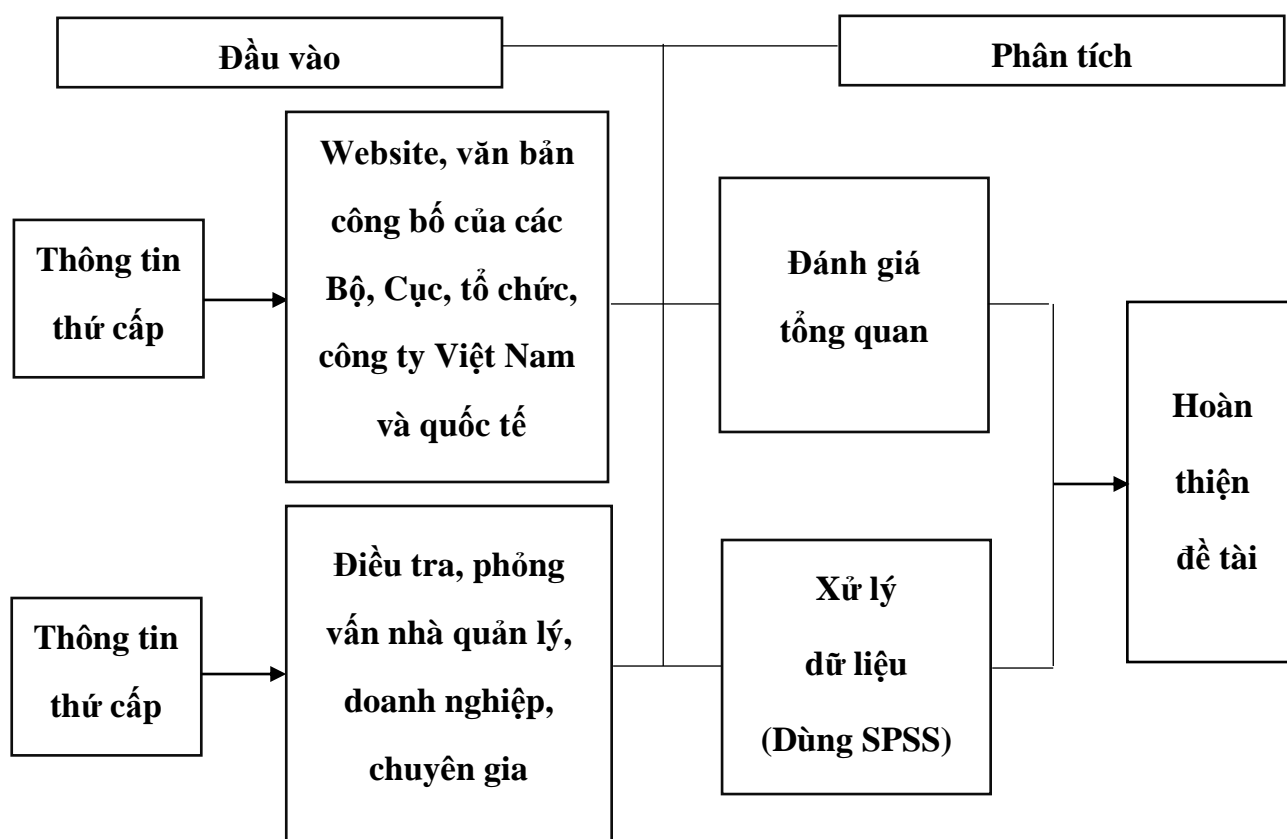 Đầu vào
Phân tích
Thông tin
thứ cấp
Website, văn bản
công bố của các
Bộ, Cục, tổ chức,
công ty Việt Nam
và quốc tế
Đánh giá
tổng quan
Hoàn
thiện
đề tài
Thông tin
thứ cấp
Điều tra, phỏng
vấn nhà quản lý,
doanh nghiệp,
chuyên gia
Xử lý
dữ liệu
(Dùng SPSS)